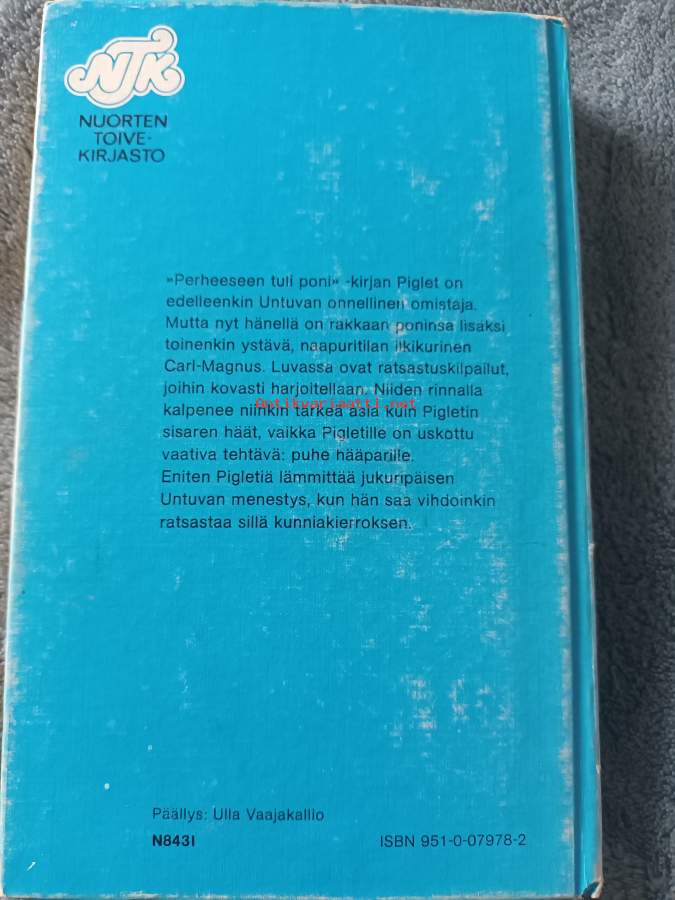 NTK
NUORTEN
TOIVE-
KIRJASTO
»Perheeseen tuli poni» -kirjan Piglet on
edelleenkin Untuvan onnellinen omistaja.
Mutta nyt hänellä on rakkaan poninsa lisäksi
toinenkin ystävä, naapuritilan ilkikurinen
Carl-Magnus. Luvassa ovat ratsastuskilpailut,
joihin kovasti harjoitellaan. Niiden rinnalla
kalpenee niinkin tärkeä asia kuin Pigletin
Antikvariaatti.net
sisaren häät, vaikka Pigletille on uskottu
vaativa tehtävä: puhe hääparille.
Eniten Pigletiä lämmittää jukuripäisen
Untuvan menestys, kun hän saa vihdoinkin
ratsastaa sillä kunniakierroksen.
Päällys: Ulla Vaajakallio
N843I
ISBN 951-0-07978-2